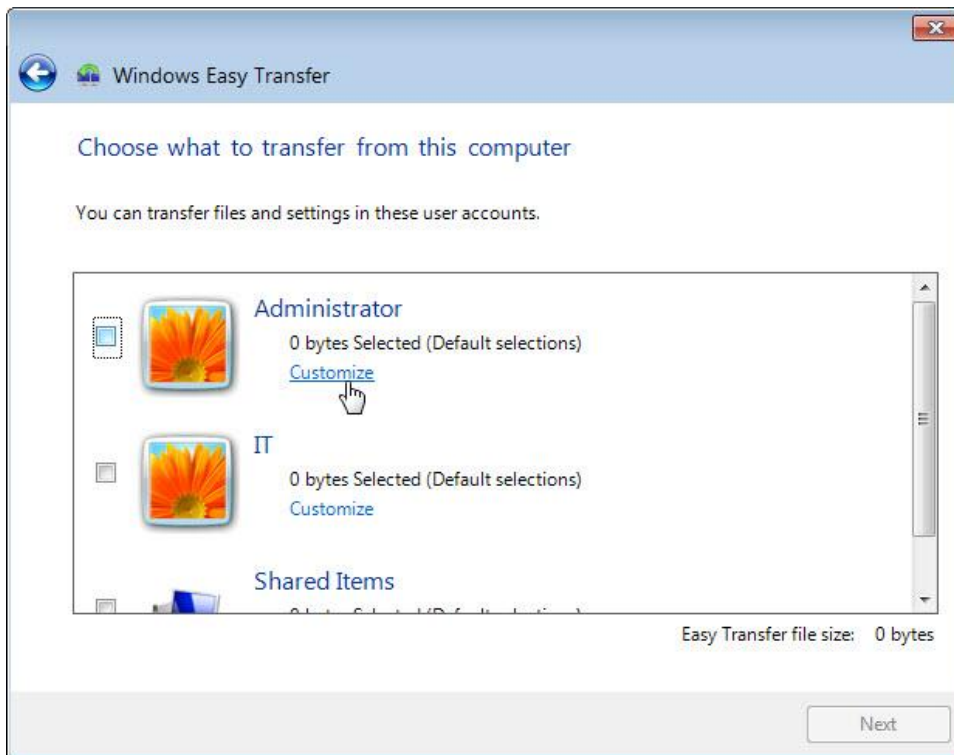 Windows Easy Transfer
Choose what to transfer from this computer
You can transfer files and settings in these user accounts.
Administrator
0 bytes Selected (Default selections)
Customize
IT
0 bytes Selected (Default selections)
Customize
Shared Items
Easy Transfer file size: 0 bytes
Next